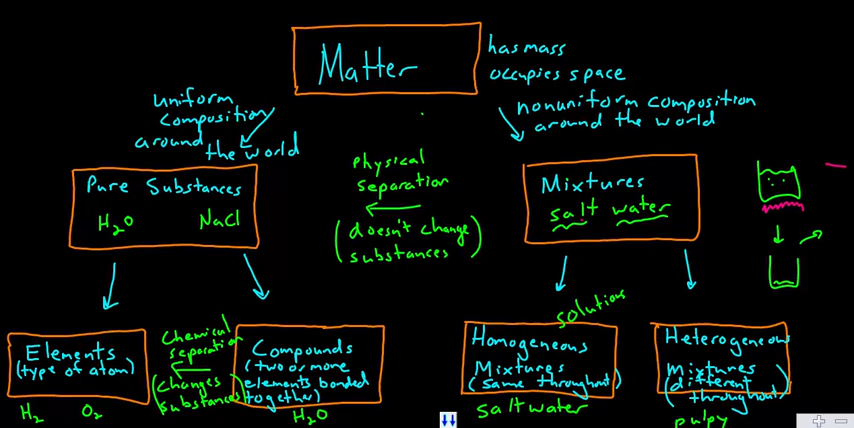 Matter
has mass
occupies space
uniform
composition
around
the world
nonuniform composition
around the world
Pure Substances
H₂O NaCl
physical
separation
(doesn't change
substances)
Mixtures
salt water
Elements
(type of atom)
H₂ O₂
Chemical
separation
(changes
substances)
Compounds
(two or more
elements bonded
together)
H₂O
solutions
Homogeneous
Mixtures
(same throughout)
saltwater
Heterogeneous
mixtures
(different
throughout)
pulpy